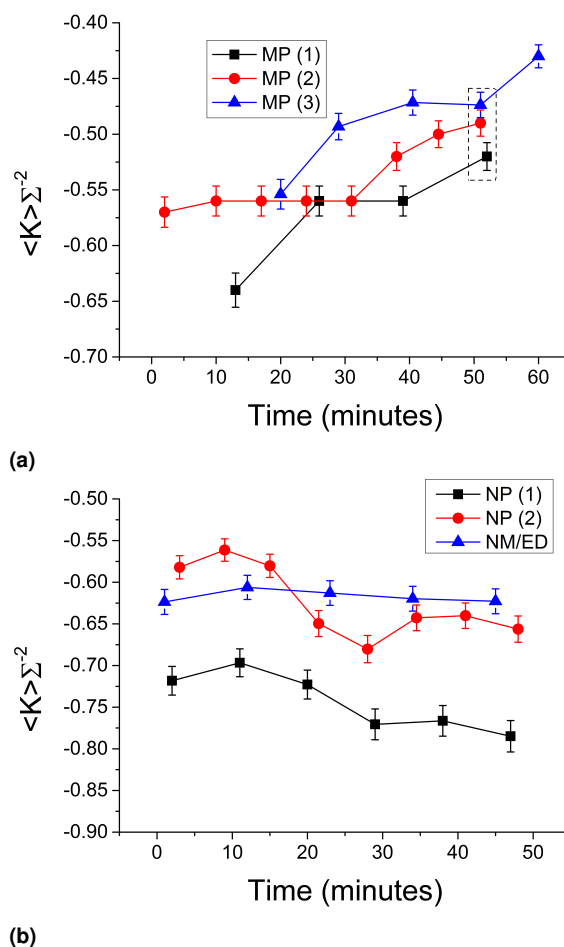 -0.40
-0.45
-0.50
-0.55
-0.60
-0.65
-0.70
<K>Σ⁻²
MP (1)
MP (2)
MP (3)
0 10 20 30 40 50 60
Time (minutes)
(a)
-0.50
-0.55
-0.60
-0.65
-0.70
-0.75
-0.80
-0.85
-0.90
<K>Σ⁻²
NP (1)
NP (2)
NM/ED
0 10 20 30 40 50
Time (minutes)
(b)